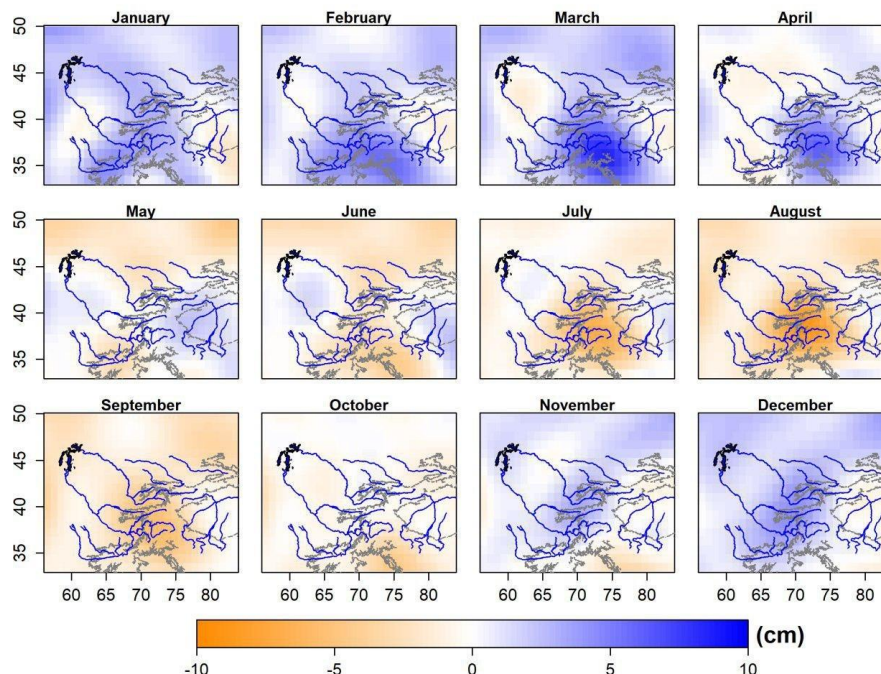 January February March April
50
45
40
35
May June July August
50
45
40
35
September October November December
50
45
40
35
60 65 70 75 80 60 65 70 75 80 60 65 70 75 80 60 65 70 75 80
(cm)
-10 -5 0 5 10